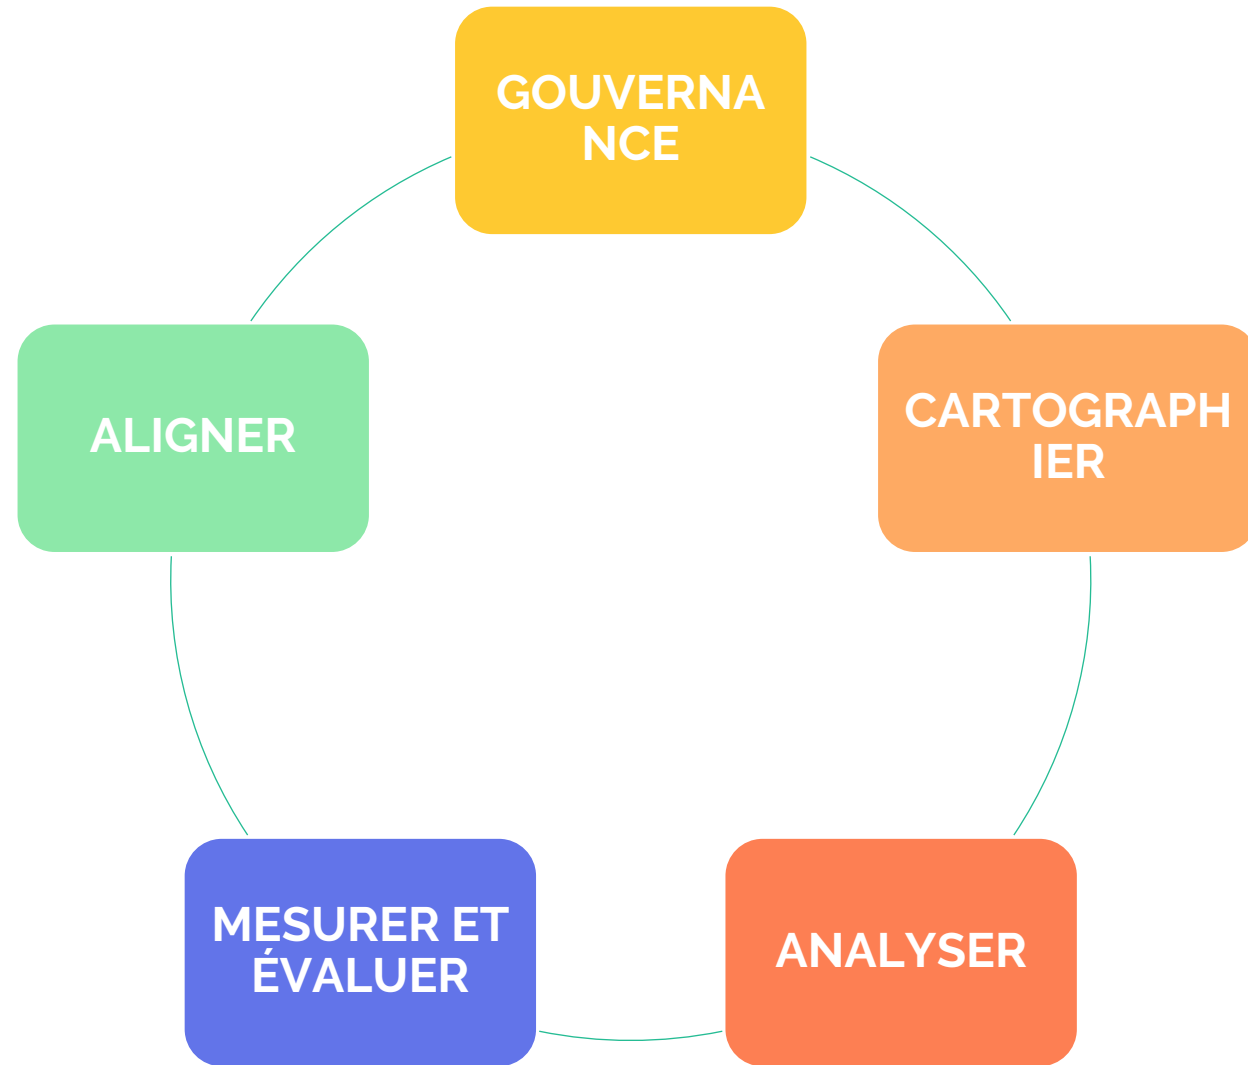 GOUVERNA
NCE
CARTOGRAPH
IER
ANALYSER
MESURER ET
ÉVALUER
ALIGNER